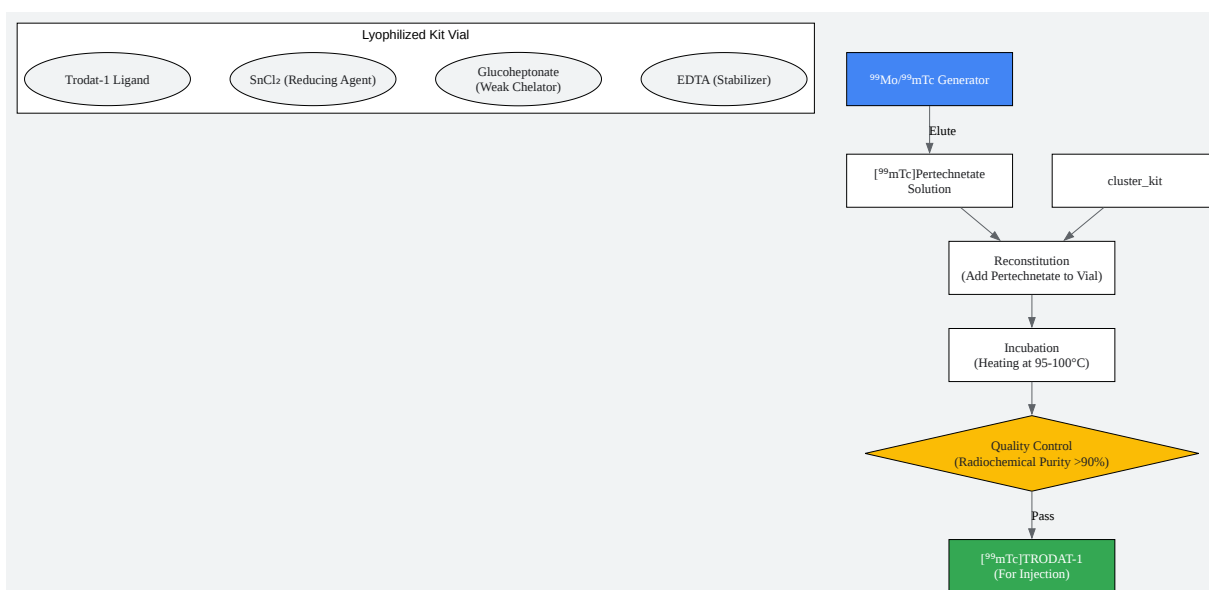 Lyophilized Kit Vial
Trodat-1 Ligand
SnCl₂ (Reducing Agent)
Glucoheptonate
(Weak Chelator)
EDTA (Stabilizer)
⁹⁹Mo/⁹⁹mTc Generator
Elute
[⁹⁹mTc]Pertechnetate
Solution
cluster_kit
Reconstitution
(Add Pertechnetate to Vial)
Incubation
(Heating at 95-100°C)
Quality Control
(Radiochemical Purity >90%)
Pass
[⁹⁹mTc]TRODAT-1
(For Injection)